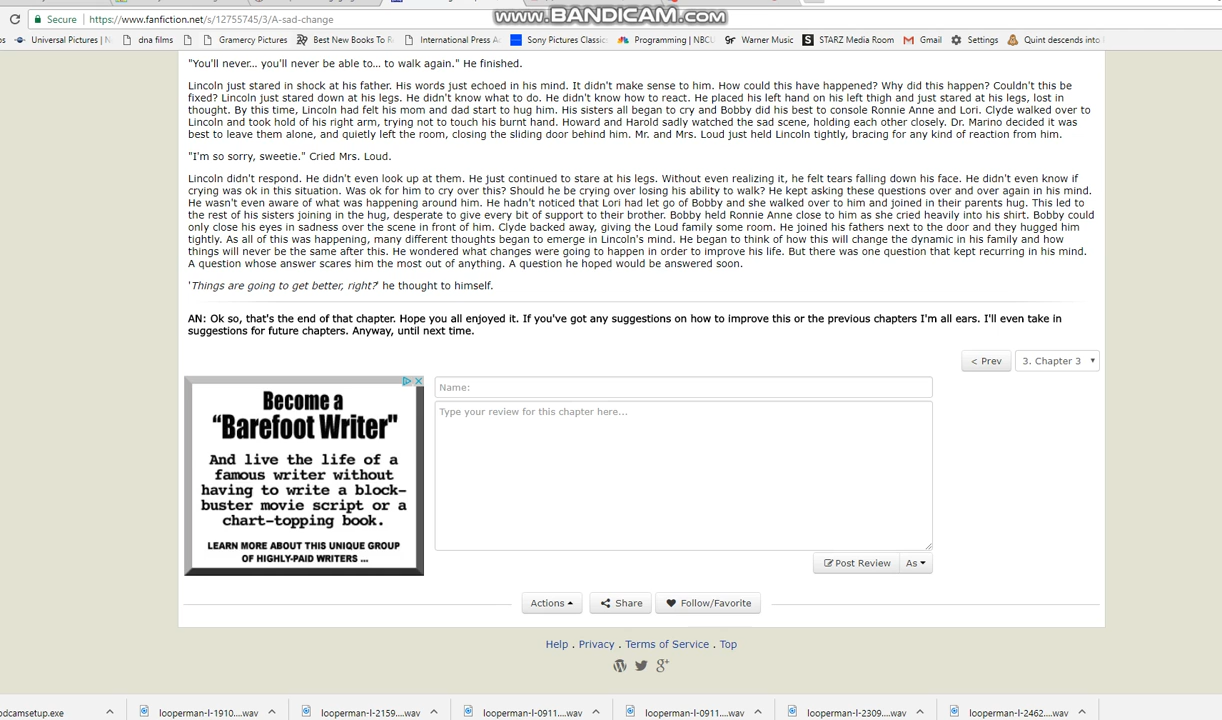 WWW.BANDICAM.COM
Secure | https://www.fanfiction.net/s/12755745/3/A-sad-change
Universal Pictures | N dna films Gramercy Pictures Best New Books To R International Press A Sony Pictures Classic Programming | NBCU Warner Music STARZ Media Room Gmail Settings Quint descends into
"You'll never… you'll never be able to… to walk again." He finished.
Lincoln just stared in shock at his father. His words just echoed in his mind. It didn't make sense to him. How could this have happened? Why did this happen? Couldn't this be
fixed? Lincoln just stared down at his legs. He didn't know what to do. He didn't know how to react. He placed his left hand on his left thigh and just stared at his legs, lost in
thought. By this time, Lincoln had felt his mom and dad start to hug him. His sisters all began to cry and Bobby did his best to console Ronnie Anne and Lori. Clyde walked over to
Lincoln and took hold of his right arm, trying not to touch his burnt hand. Howard and Harold sadly watched the sad scene, holding each other closely. Dr. Marino decided it was
best to leave them alone, and quietly left the room, closing the sliding door behind him. Mr. and Mrs. Loud just held Lincoln tightly, bracing for any kind of reaction from him.
"I'm so sorry, sweetie." Cried Mrs. Loud.
Lincoln didn't respond. He didn't even look up at them. He just continued to stare at his legs. Without even realizing it, he felt tears falling down his face. He didn't even know if
crying was ok in this situation. Was ok for him to cry over this? Should he be crying over losing his ability to walk? He kept asking these questions over and over again in his mind.
He wasn't even aware of what was happening around him. He hadn't noticed that Lori had let go of Bobby and she walked over to him and joined in their parents hug. This led to
the rest of his sisters joining in the hug, desperate to give every bit of support to their brother. Bobby held Ronnie Anne close to him as she cried heavily into his shirt. Bobby could
only close his eyes in sadness over the scene in front of him. Clyde backed away, giving the Loud family some room. He joined his fathers next to the door and they hugged him
tightly. As all of this was happening, many different thoughts began to emerge in Lincoln's mind. He began to think of how this will change the dynamic in his family and how
things will never be the same after this. He wondered what changes were going to happen in order to improve his life. But there was one question that kept recurring in his mind.
A question whose answer scares him the most out of anything. A question he hoped would be answered soon.
'Things are going to get better, right?' he thought to himself.
AN: Ok so, that's the end of that chapter. Hope you all enjoyed it. If you've got any suggestions on how to improve this or the previous chapters I'm all ears. I'll even take in
suggestions for future chapters. Anyway, until next time.
< Prev 3. Chapter 3
Become a
"Barefoot Writer"
And live the life of a
famous writer without
having to write a block-
buster movie script or a
chart-topping book.
LEARN MORE ABOUT THIS UNIQUE GROUP
OF HIGHLY-PAID WRITERS ...
Name:
Type your review for this chapter here...
Post Review As
Actions Share Follow/Favorite
Help . Privacy . Terms of Service . Top
odcamsetup.exe looperman-l-1910....wav looperman-l-2159....wav looperman-l-0911....wav looperman-l-0911....wav looperman-l-2309....wav looperman-l-2462....wav